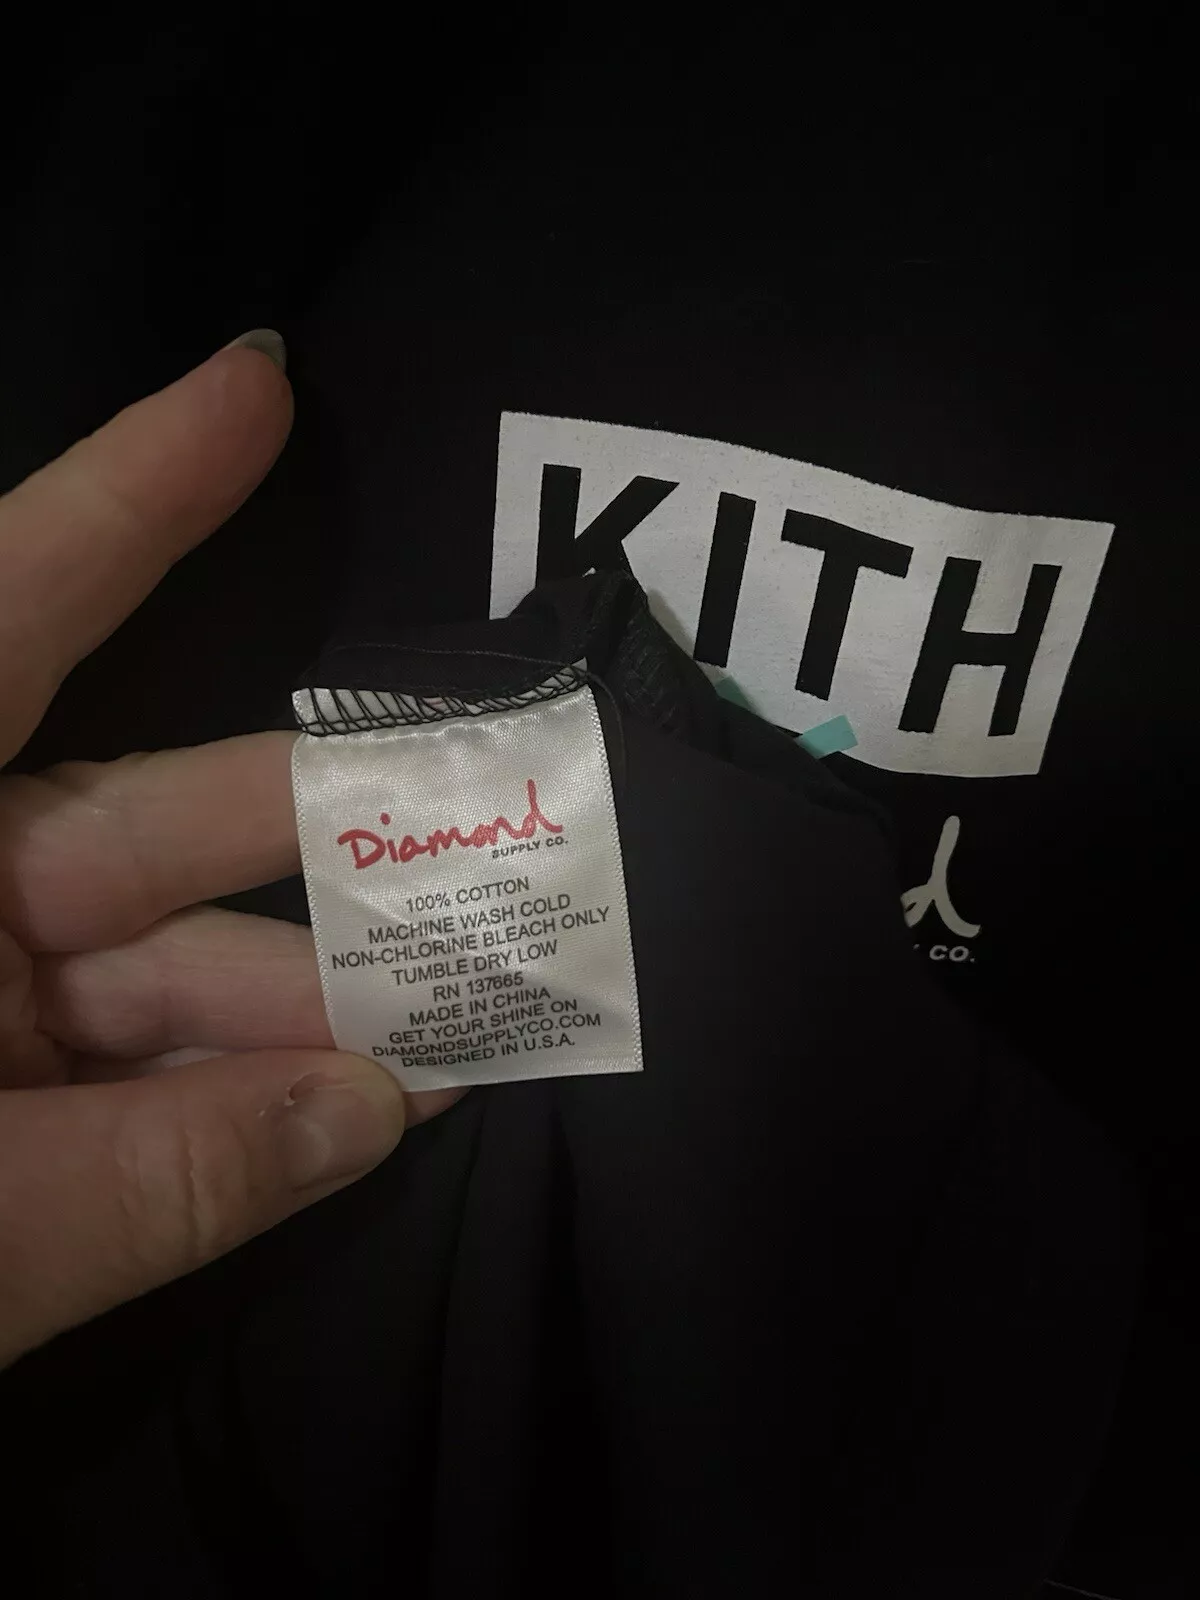 KITH
Diamond
SUPPLY CO.
100% COTTON
MACHINE WASH COLD
NON-CHLORINE BLEACH ONLY
TUMBLE DRY LOW
RN 137665
MADE IN CHINA
GET YOUR SHINE ON
DIAMONDSUPPLYCO.COM
DESIGNED IN U.S.A.
d
CO.